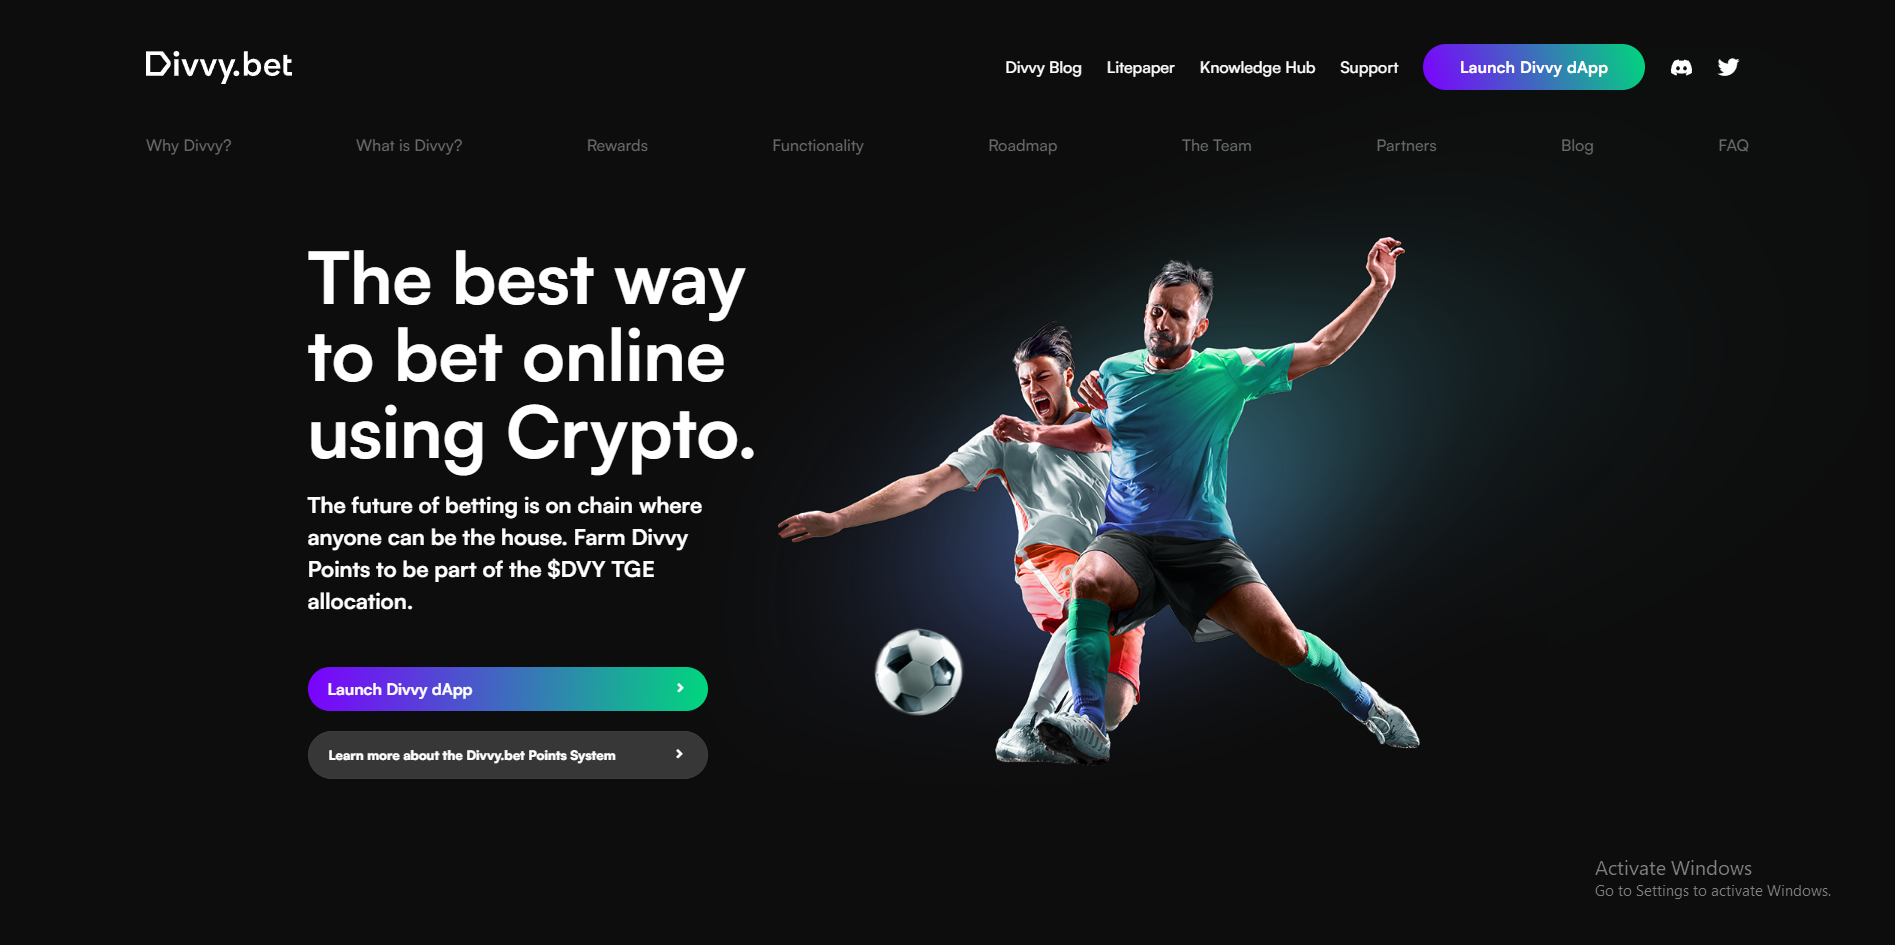 Divvy.bet
Divvy Blog Litepaper Knowledge Hub Support Launch Divvy dApp
Why Divvy? What is Divvy? Rewards Functionality Roadmap The Team Partners Blog FAQ
The best way
to bet online
using Crypto.
The future of betting is on chain where
anyone can be the house. Farm Divvy
Points to be part of the $DVY TGE
allocation.
Launch Divvy dApp
Learn more about the Divvy.bet Points System
Activate Windows
Go to Settings to activate Windows.